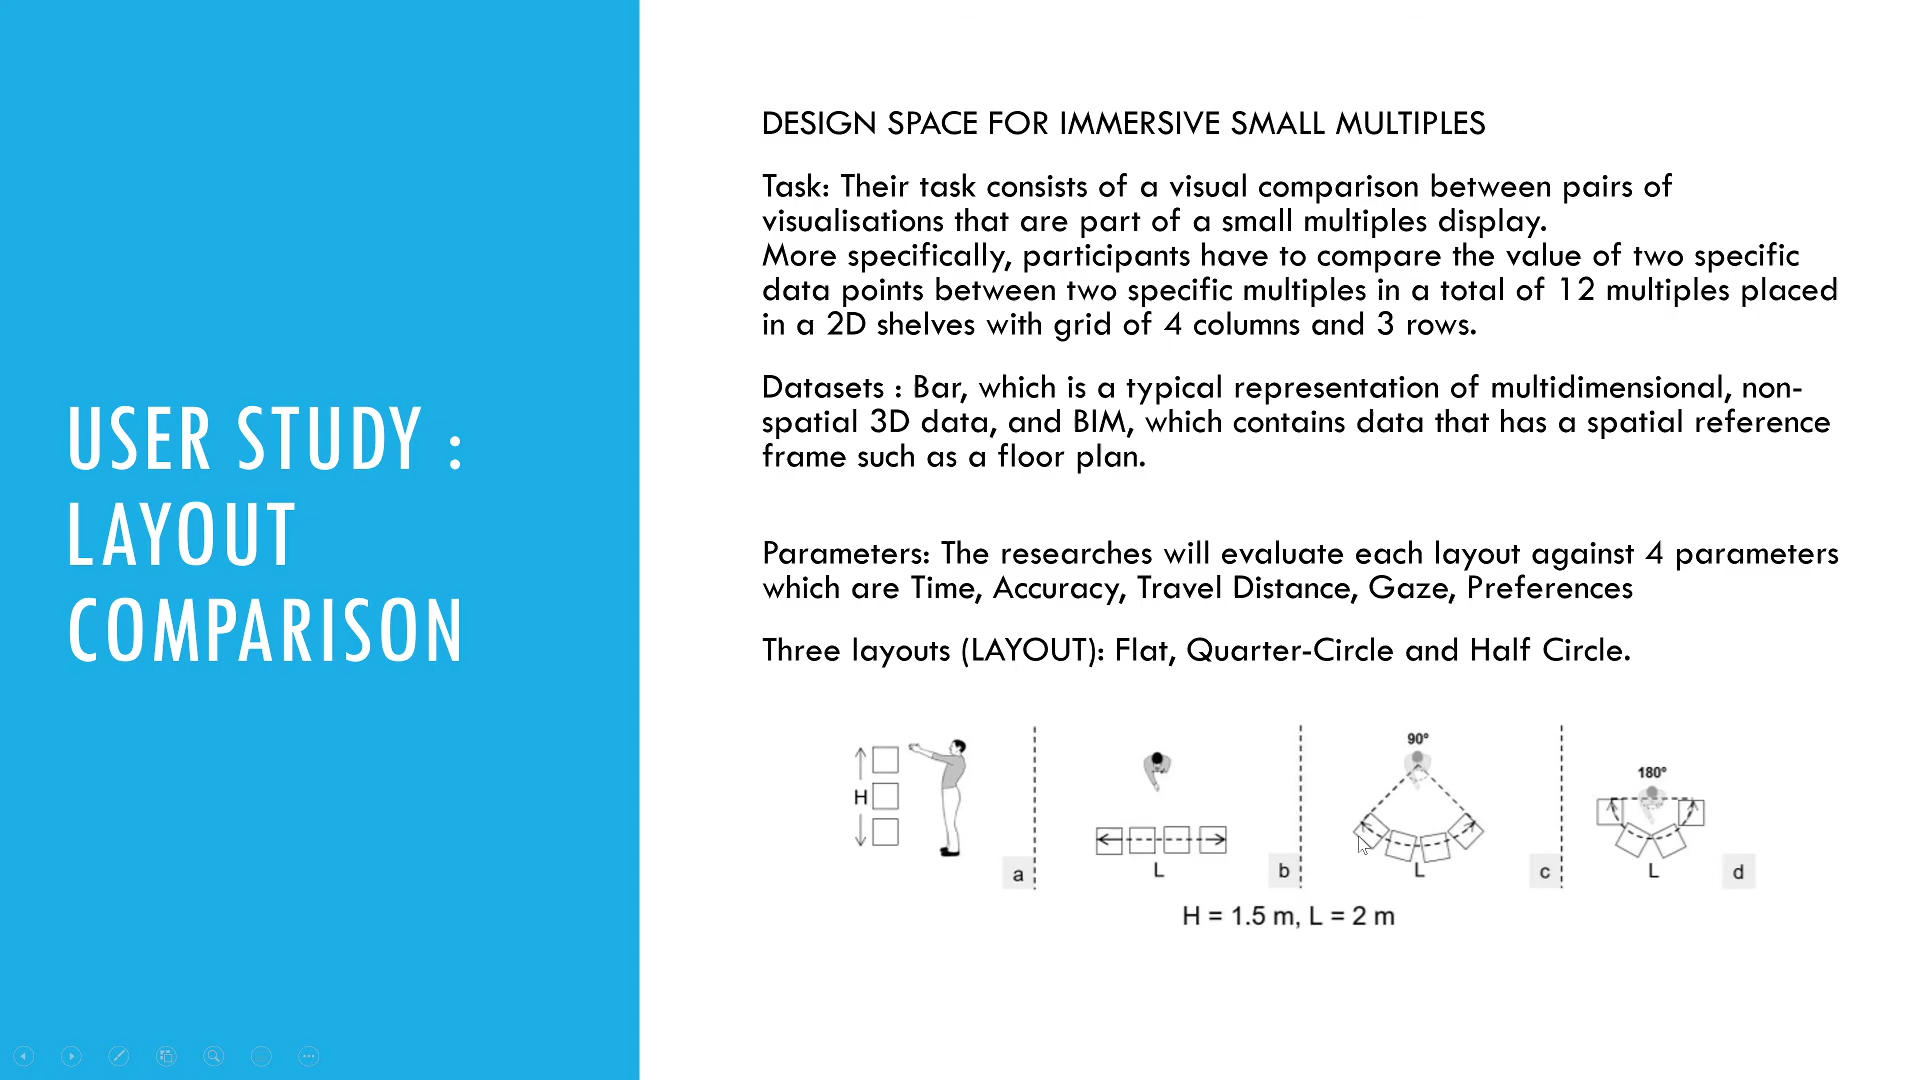 USER STUDY :
LAYOUT
COMPARISON
DESIGN SPACE FOR IMMERSIVE SMALL MULTIPLES
Task: Their task consists of a visual comparison between pairs of
visualisations that are part of a small multiples display.
More specifically, participants have to compare the value of two specific
data points between two specific multiples in a total of 12 multiples placed
in a 2D shelves with grid of 4 columns and 3 rows.
Datasets : Bar, which is a typical representation of multidimensional, non-
spatial 3D data, and BIM, which contains data that has a spatial reference
frame such as a floor plan.
Parameters: The researches will evaluate each layout against 4 parameters
which are Time, Accuracy, Travel Distance, Gaze, Preferences
Three layouts (LAYOUT): Flat, Quarter-Circle and Half Circle.
H
a
L
b
90º
L
c
180º
L
d
H = 1.5 m, L = 2 m